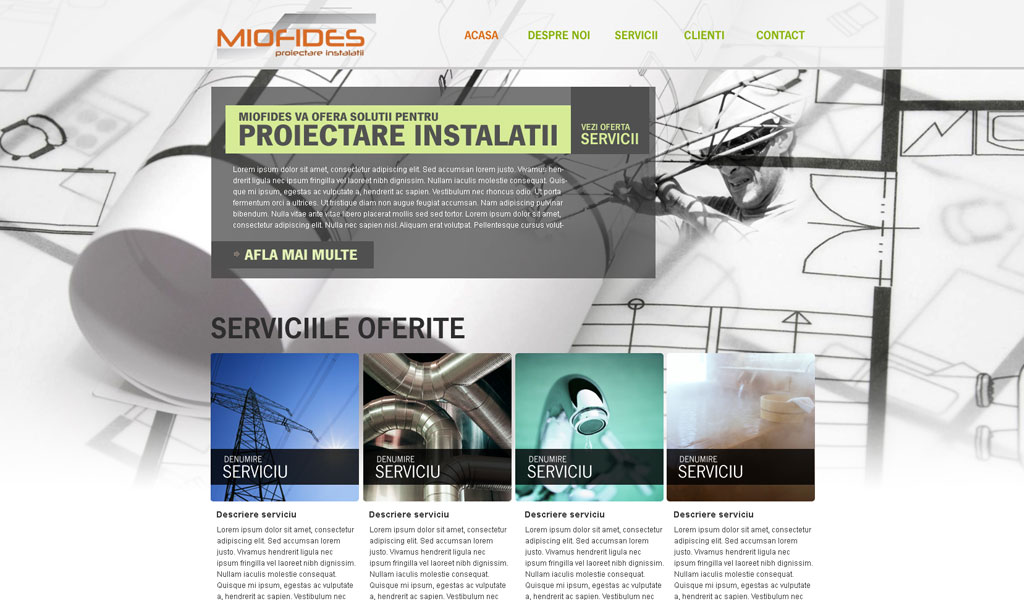 MIOFIDES
proiectare instalatii
ACASA DESPRE NOI SERVICII CLIENTI CONTACT
MIOFIDES VA OFERA SOLUTII PENTRU
PROIECTARE INSTALATII
VEZI OFERTA
SERVICII
Lorem ipsum dolor sit amet, consectetur adipiscing elit. Sed accumsan lorem justo. Vivamus hen-
drerit ligula nec ipsum fringilla vel laoreet nibh dignissim. Nullam iaculis molestie consequat. Quis-
que mi ipsum, egestas ac vulputate a, hendrerit ac sapien. Vestibulum nec rhoncus odio. Ut porta
fermentum orci a ultrices. Ut tristique diam non augue feugiat accumsan. Nam adipiscing pulvinar
bibendum. Nulla vitae ante vitae libero placerat mollis sed sed tortor. Lorem ipsum dolor sit amet,
consectetur adipiscing elit. Nulla nec sapien nisl. Aliquam erat volutpat. Pellentesque cursus volut-
AFLA MAI MULTE
SERVICIILE OFERITE
DENUMIRE
SERVICIU
DENUMIRE
SERVICIU
DENUMIRE
SERVICIU
DENUMIRE
SERVICIU
Descriere serviciu
Lorem ipsum dolor sit amet, consectetur
adipiscing elit. Sed accumsan lorem
justo. Vivamus hendrerit ligula nec
ipsum fringilla vel laoreet nibh dignissim.
Nullam iaculis molestie consequat.
Quisque mi ipsum, egestas ac vulputate
a, hendrerit ac sapien. Vestibulum nec
Descriere serviciu
Lorem ipsum dolor sit amet, consectetur
adipiscing elit. Sed accumsan lorem
justo. Vivamus hendrerit ligula nec
ipsum fringilla vel laoreet nibh dignissim.
Nullam iaculis molestie consequat.
Quisque mi ipsum, egestas ac vulputate
a, hendrerit ac sapien. Vestibulum nec
Descriere serviciu
Lorem ipsum dolor sit amet, consectetur
adipiscing elit. Sed accumsan lorem
justo. Vivamus hendrerit ligula nec
ipsum fringilla vel laoreet nibh dignissim.
Nullam iaculis molestie consequat.
Quisque mi ipsum, egestas ac vulputate
a, hendrerit ac sapien. Vestibulum nec
Descriere serviciu
Lorem ipsum dolor sit amet, consectetur
adipiscing elit. Sed accumsan lorem
justo. Vivamus hendrerit ligula nec
ipsum fringilla vel laoreet nibh dignissim.
Nullam iaculis molestie consequat.
Quisque mi ipsum, egestas ac vulputate
a, hendrerit ac sapien. Vestibulum nec